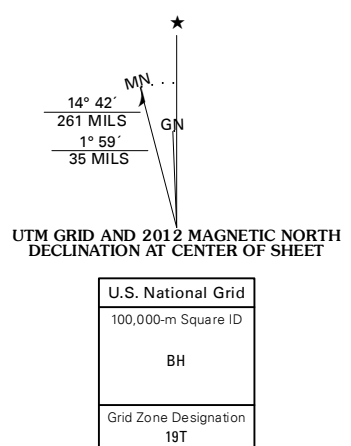 MN
GN
14° 42´
261 MILS
1° 59´
35 MILS
UTM GRID AND 2012 MAGNETIC NORTH
DECLINATION AT CENTER OF SHEET
U.S. National Grid
100,000-m Square ID
BH
Grid Zone Designation
19T